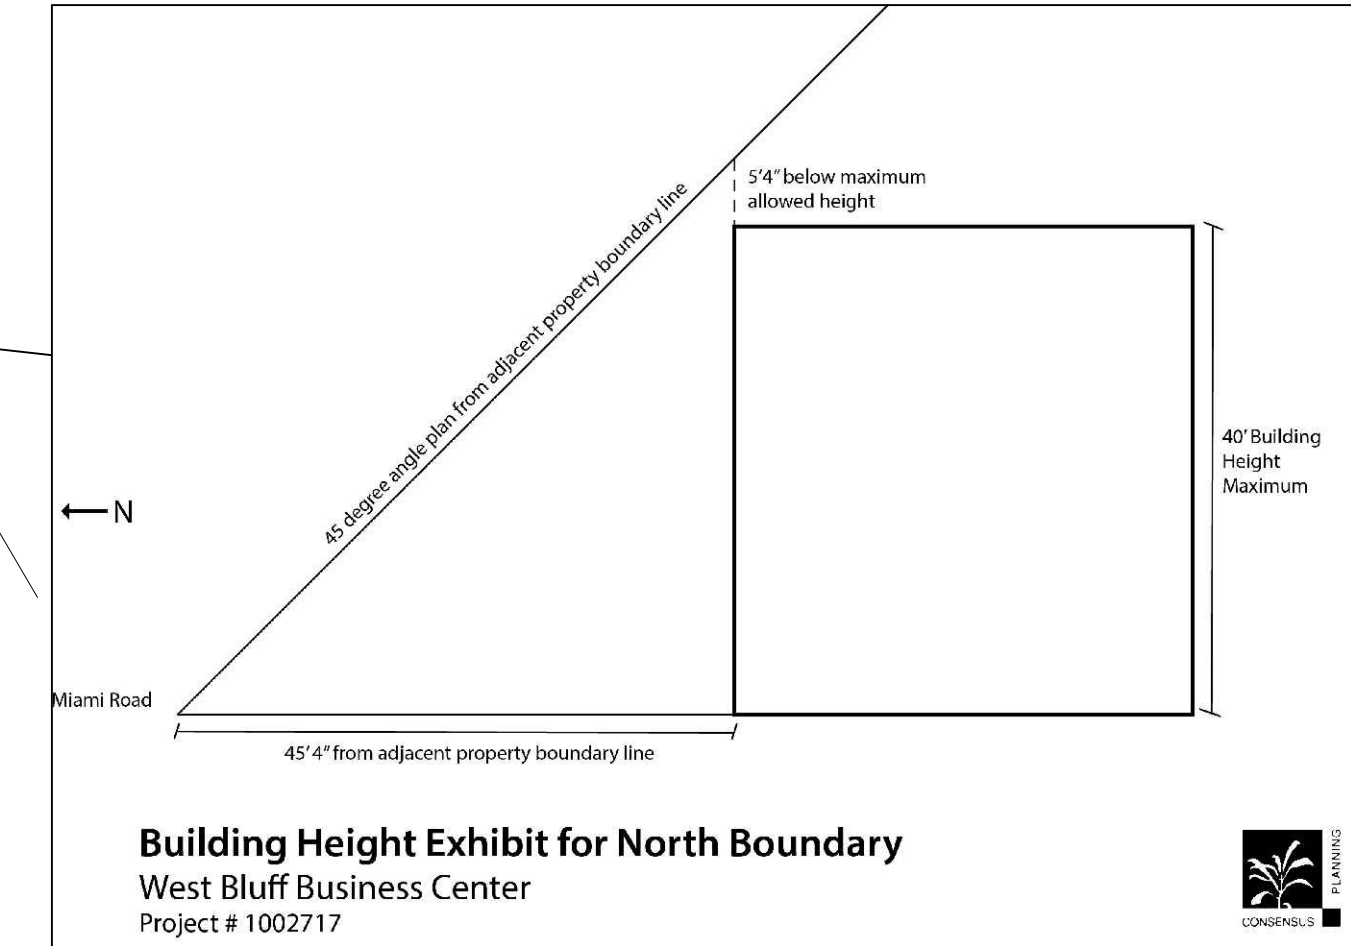 5'4" below maximum
allowed height
45 degree angle plan from adjacent property boundary line
40' Building
Height
Maximum
N
Miami Road
45' 4" from adjacent property boundary line
Building Height Exhibit for North Boundary
West Bluff Business Center
Project # 1002717
PLANNING
CONSENSUS